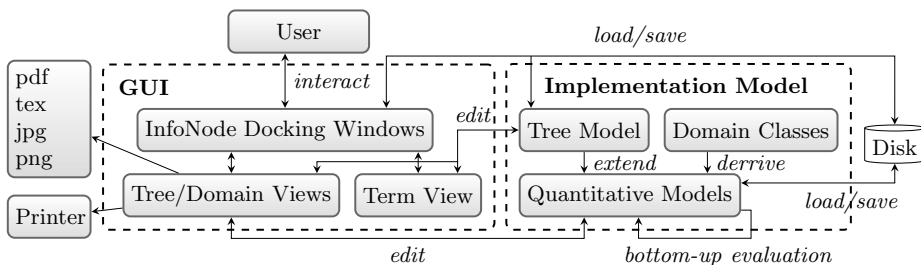 User
load/save
interact
pdf
tex
jpg
png
GUI
Implementation Model
InfoNode Docking Windows
edit
Tree Model
Domain Classes
Disk
extend
derrive
Tree/Domain Views
Term View
Quantitative Models
load/save
Printer
edit
bottom-up evaluation